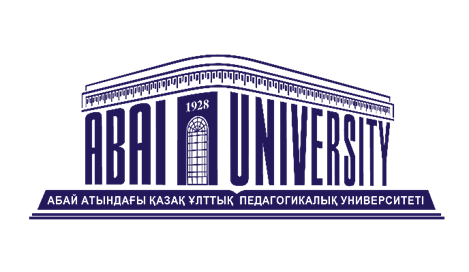 1928
ABAI UNIVERSITY
АБАЙ АТЫНДАҒЫ ҚАЗАҚ ҰЛТТЫҚ ПЕДАГОГИКАЛЫҚ УНИВЕРСИТЕТІ